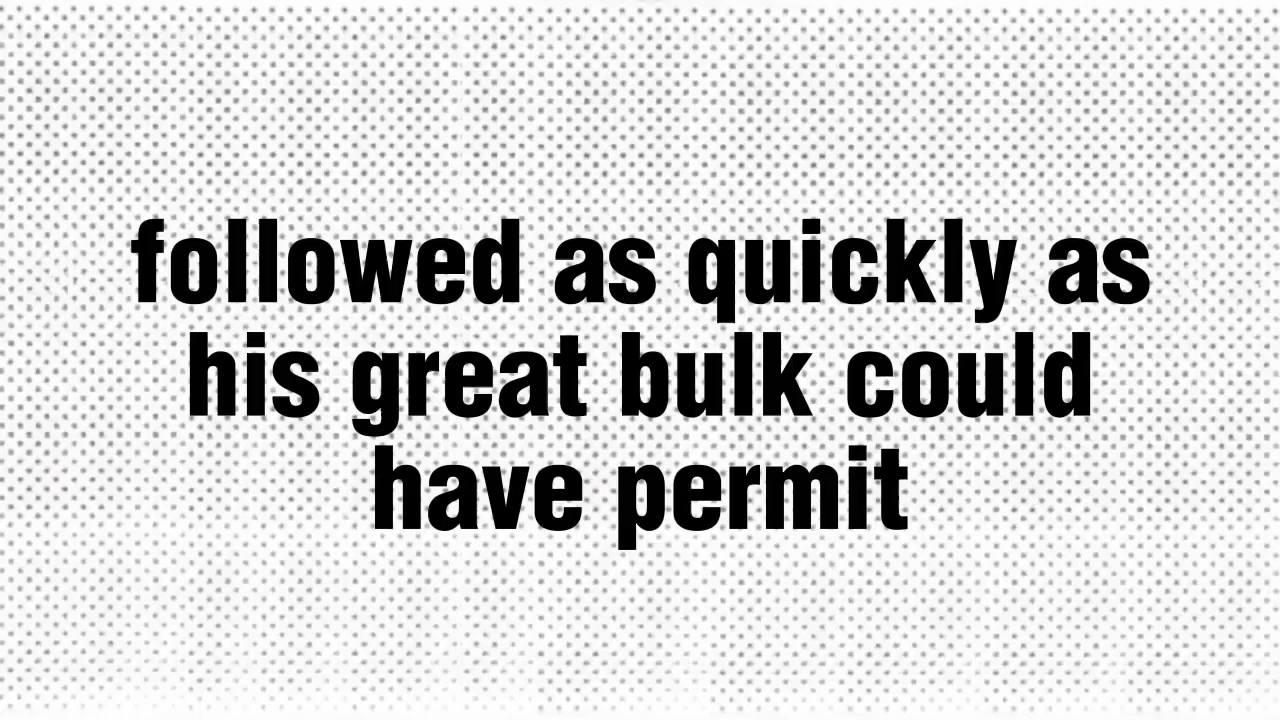 followed as quickly as
his great bulk could
have permit